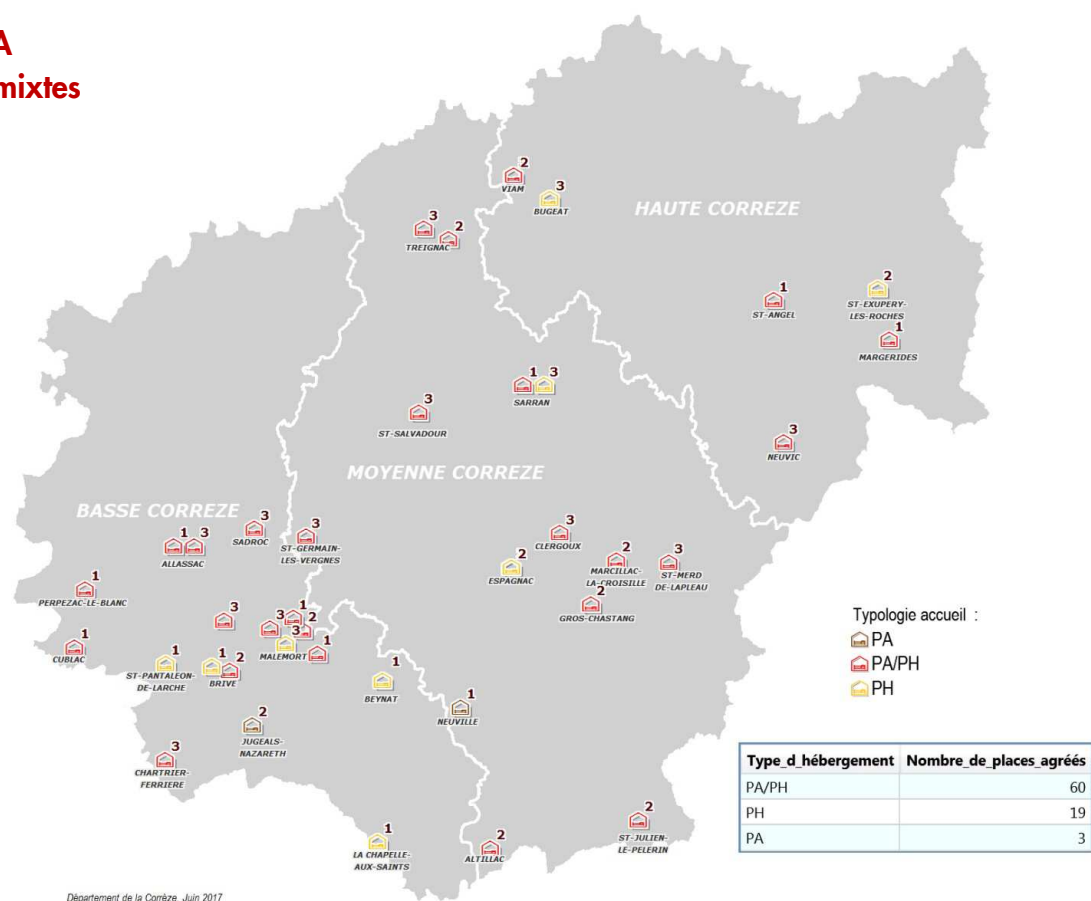 A
mixtes
2
VIAM
3
BUGEAT
HAUTE CORREZE
3
2
TREIGNAC
1
ST-ANGEL
2
ST-EXUPERY-
LES-ROCHES
1
MARGERIDES
1 3
SARRAN
3
ST-SALVADOUR
3
NEUVIC
MOYENNE CORREZE
BASSE CORREZE
1 3
ALLASSAC
3
SADROC
3
ST-GERMAIN-
LES-VERGNES
3
CLERGOUX
2
ESPAGNAC
2
MARCILLAC-
LA-CROISILLE
3
ST-MERD
DE-LAPLEAU
2
GROS-CHASTANG
1
PERPEZAC-LE-BLANC
1
CUBLAC
3
3
1
2
3
MALEMORT
1
1
ST-PANTALEON-
DE-LARCHE
1
2
BRIVE
1
BEYNAT
1
NEUVILLE
2
JUGEALS-
NAZARETH
3
CHARTRIER-
FERRIERE
1
LA CHAPELLE-
AUX-SAINTS
2
ALTILLAC
2
ST-JULIEN-
LE-PELERIN
Typologie accueil :
PA
PA/PH
PH
Type_d_hébergement Nombre_de_places_agréés
PA/PH 60
PH 19
PA 3
Département de la Corrèze, Juin 2017